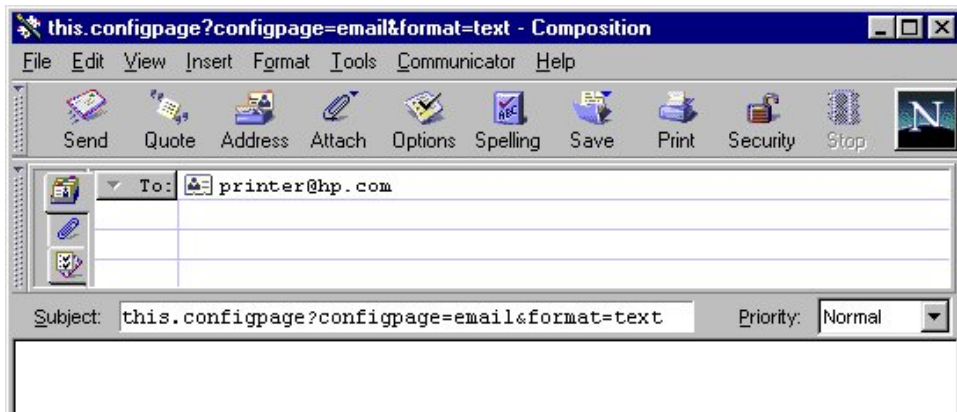 this.configpage?configpage=email&format=text - Composition
File Edit View Insert Format Tools Communicator Help
Send Quote Address Attach Options Spelling Save Print Security Stop N
ABC
To: printer@hp.com
Subject: this.configpage?configpage=email&format=text Priority: Normal